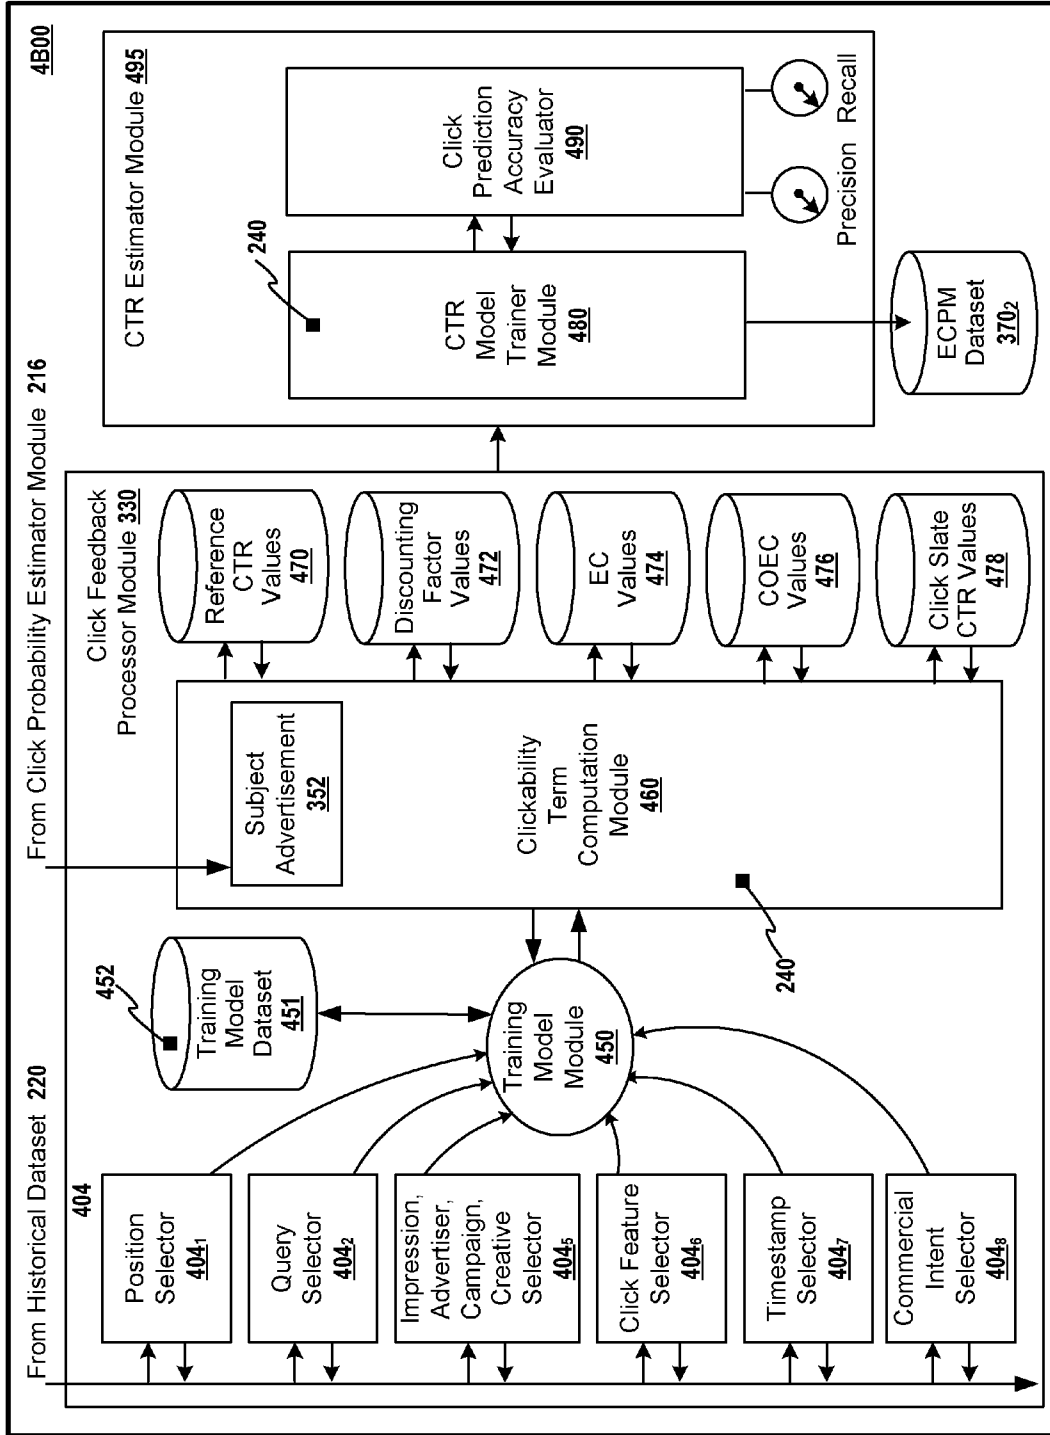 4B00
From Historical Dataset 220
From Click Probability Estimator Module 216
404
Position
Selector
404₁
Query
Selector
404₂
Impression,
Advertiser,
Campaign,
Creative
Selector
404₅
Click Feature
Selector
404₆
Timestamp
Selector
404₇
Commercial
Intent
Selector
404₈
452
Training
Model
Dataset
451
Training
Model
Module
450
Click Feedback
Processor Module 330
Subject
Advertisement
352
Clickability
Term
Computation
Module
460
240
Reference
CTR
Values
470
Discounting
Factor
Values
472
EC
Values
474
COEC
Values
476
Click Slate
CTR Values
478
CTR Estimator Module 495
240
CTR
Model
Trainer
Module
480
Click
Prediction
Accuracy
Evaluator
490
Precision
Recall
ECPM
Dataset
370₂